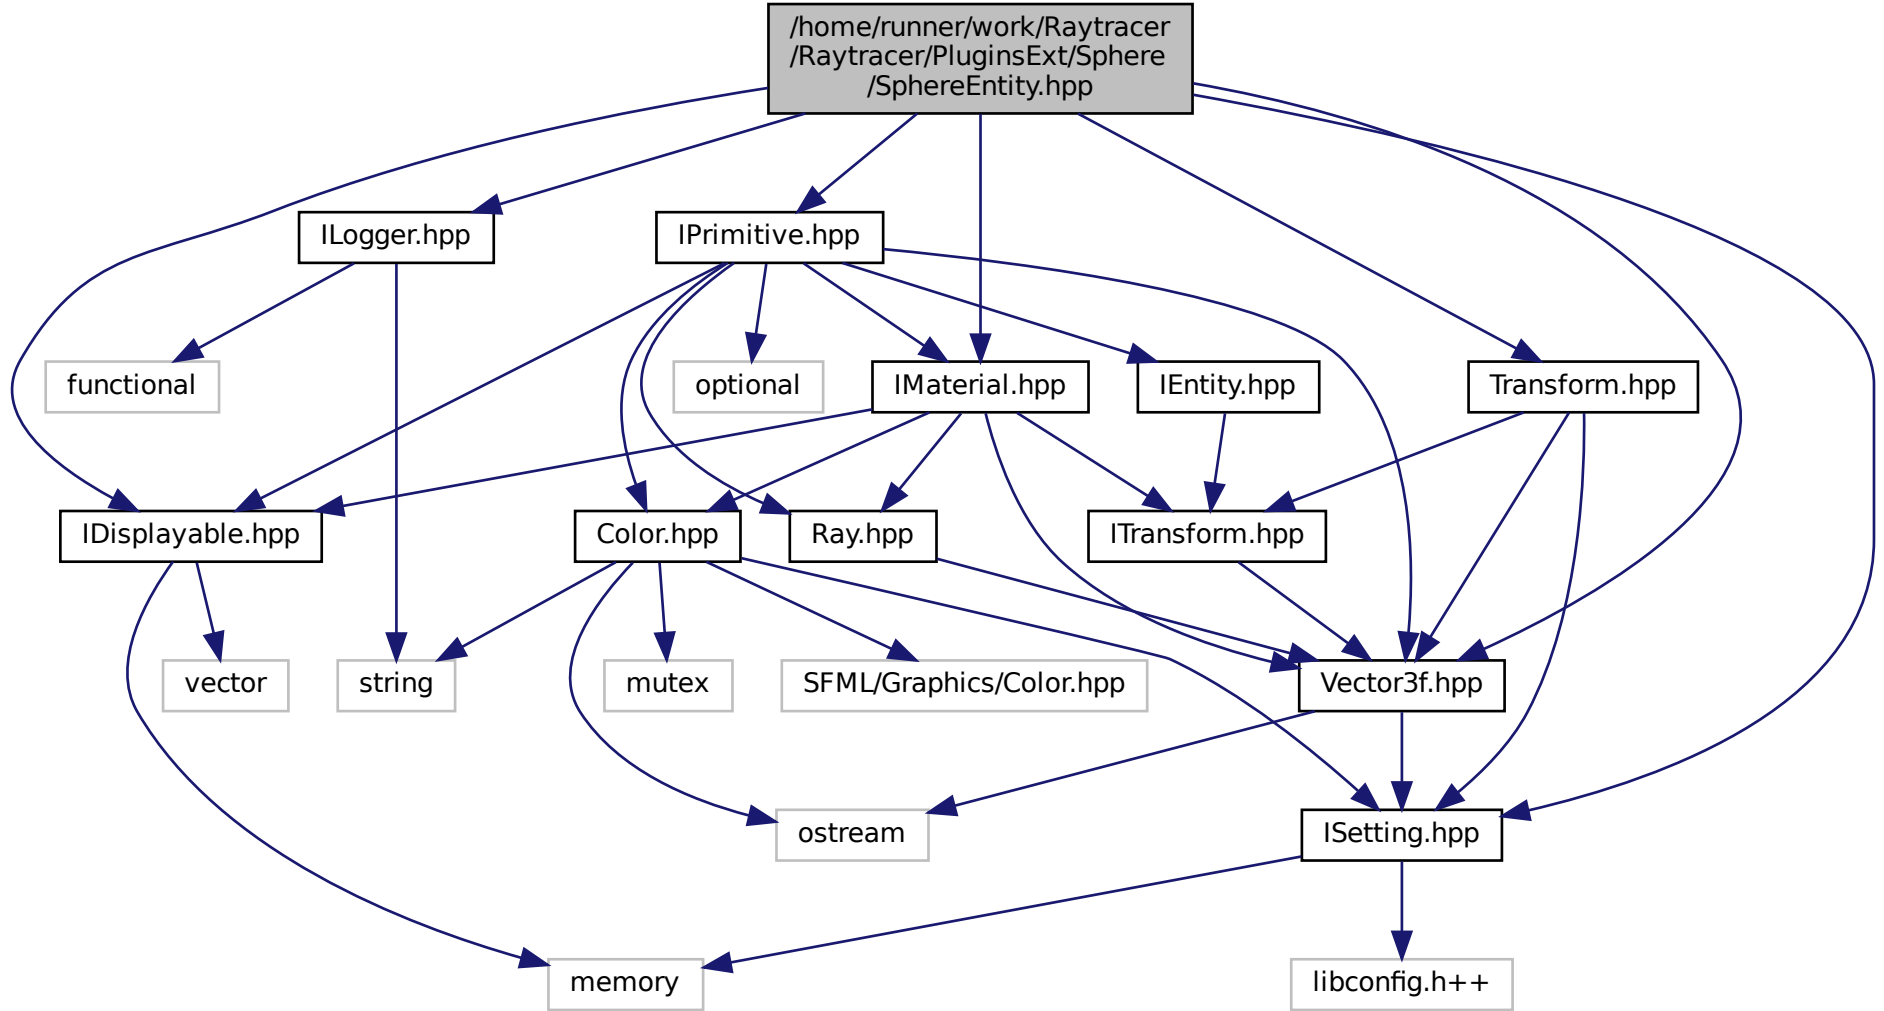 /home/runner/work/Raytracer
/Raytracer/PluginsExt/Sphere
/SphereEntity.hpp
ILogger.hpp
IPrimitive.hpp
functional
optional
IMaterial.hpp
IEntity.hpp
Transform.hpp
IDisplayable.hpp
Color.hpp
Ray.hpp
ITransform.hpp
vector
string
mutex
SFML/Graphics/Color.hpp
Vector3f.hpp
ostream
ISetting.hpp
memory
libconfig.h++